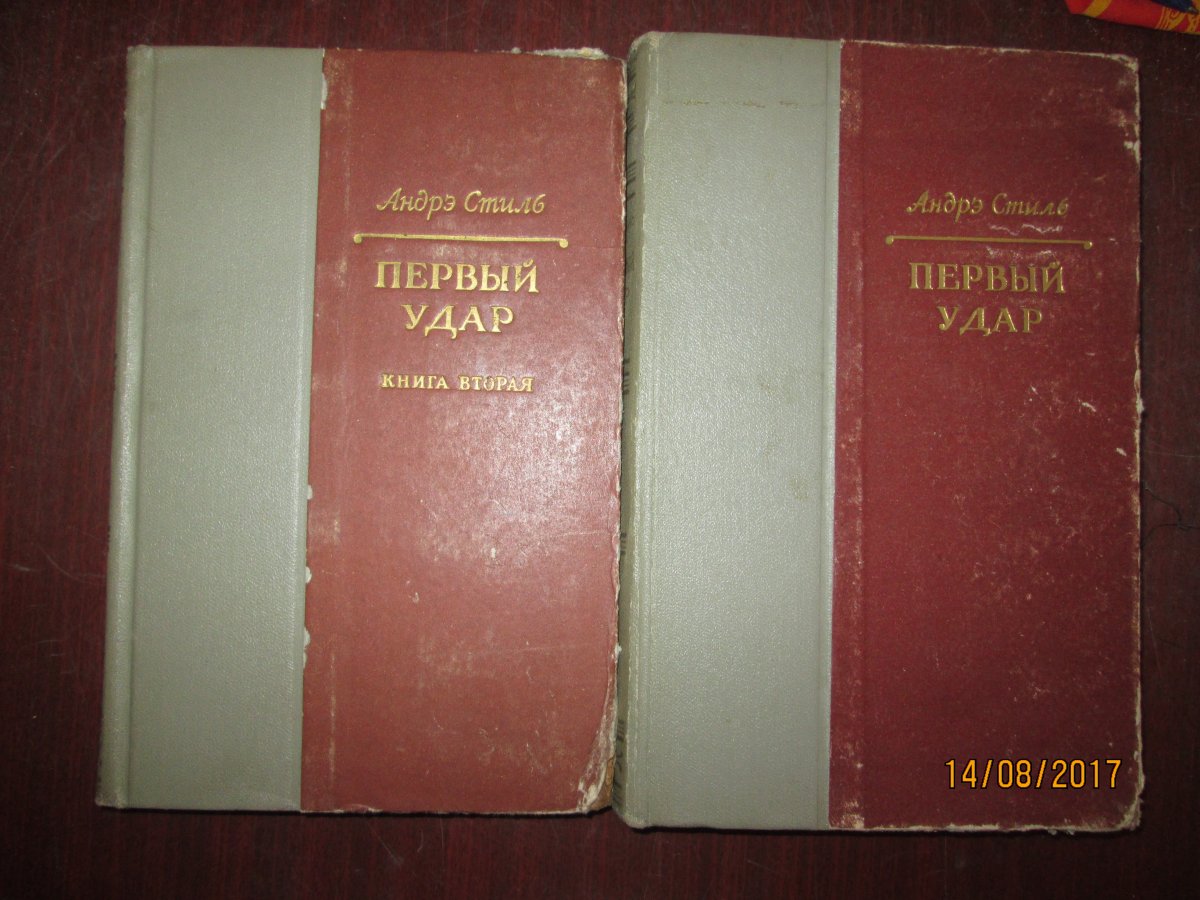 Андрэ Стиль
ПЕРВЫЙ
УДАР
КНИГА ВТОРАЯ
Андрэ Стиль
ПЕРВЫЙ
УДАР
14/08/2017